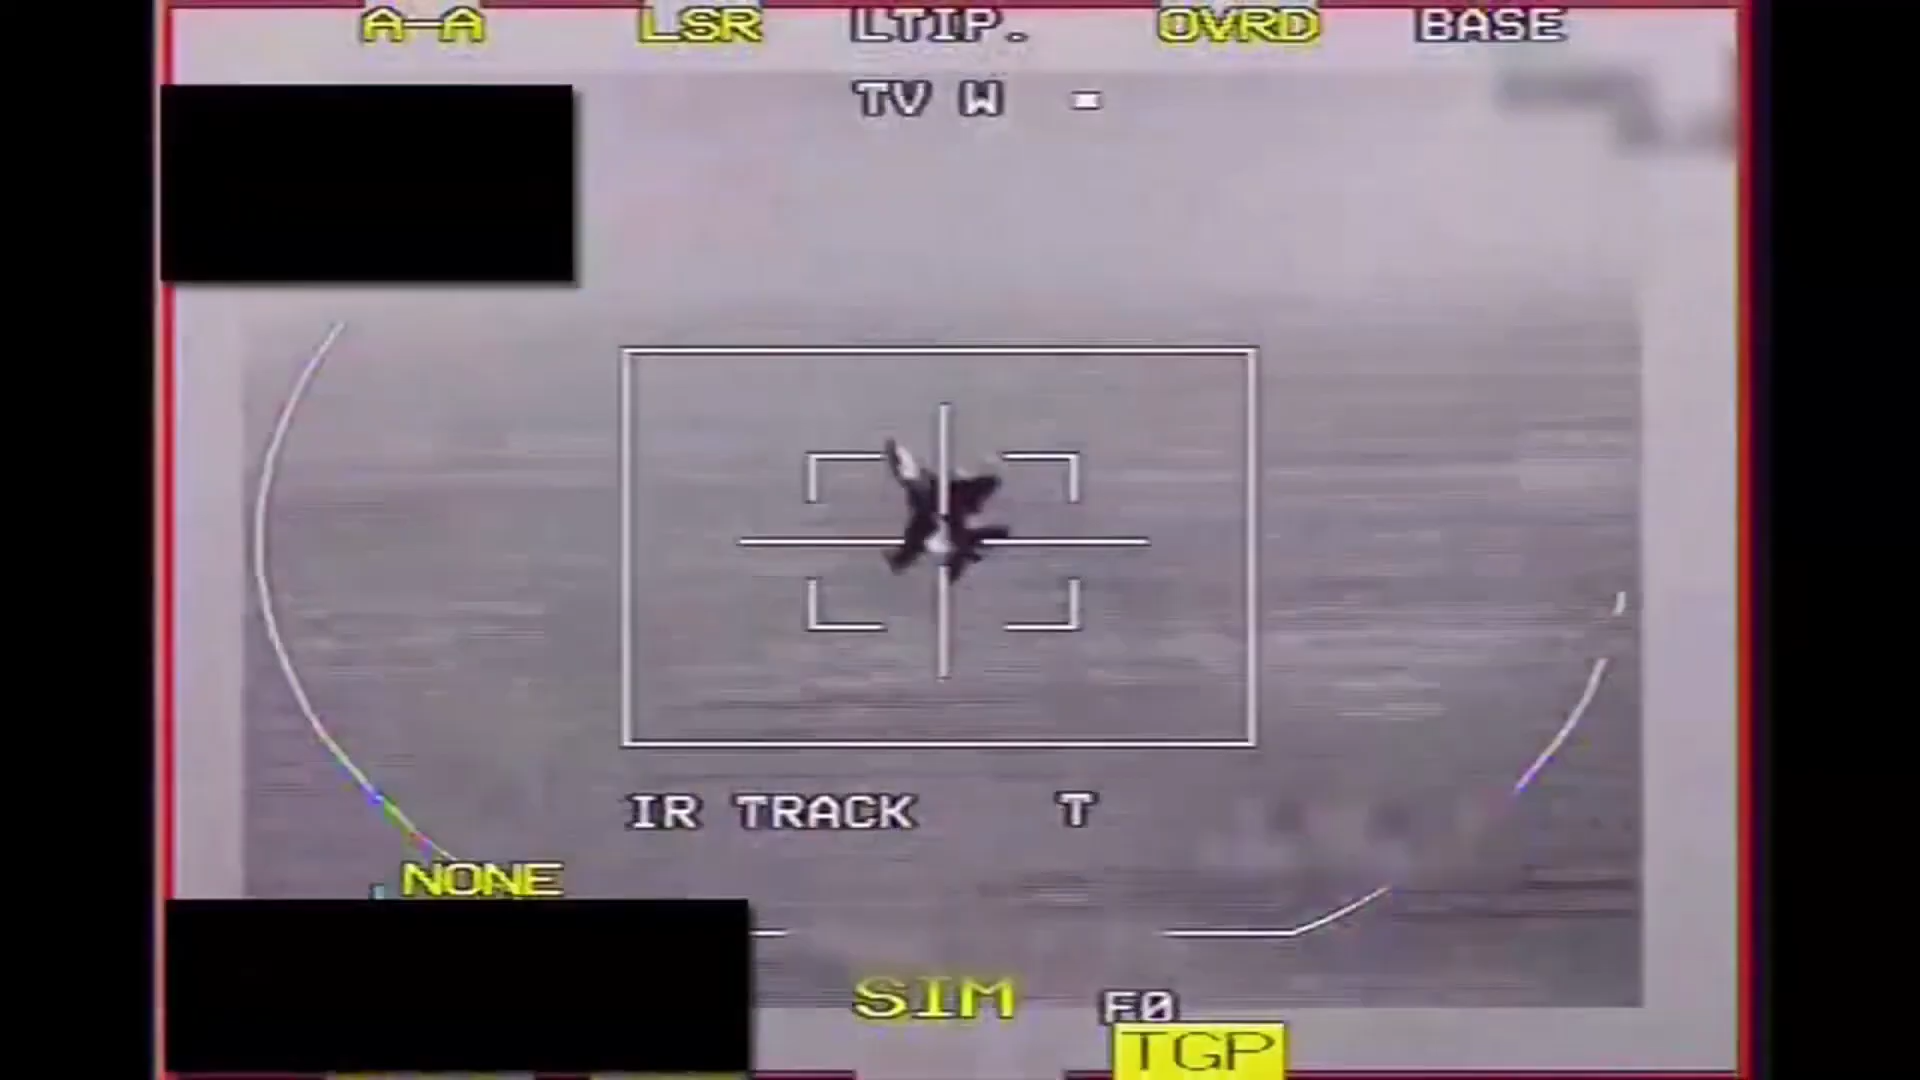 A-A LSR LTIP. OVRD BASE
TV W
IR TRACK T
NONE
SIM F0
TGP